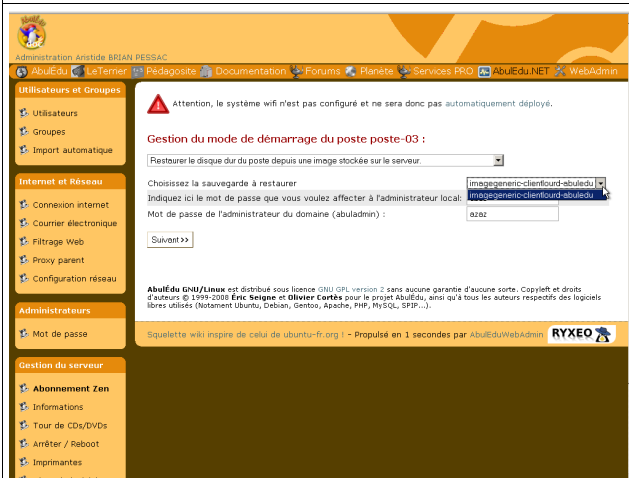 AbulÉdu
Administration Aristide BRIAN
PESSAC
AbulÉdu LeTerrier Pédagosite Documentation Forums Planète Services PRO AbulEdu.NET WebAdmin
Utilisateurs et Groupes
Utilisateurs
Groupes
Import automatique
Internet et Réseau
Connexion internet
Courrier électronique
Filtrage Web
Proxy parent
Configuration réseau
Administrateurs
Mot de passe
Gestion du serveur
Abonnement Zen
Informations
Tour de CDs/DVDs
Arrêter / Reboot
Imprimantes
Attention, le système wifi n'est pas configuré et ne sera donc pas automatiquement déployé.
Gestion du mode de démarrage du poste poste-03 :
Restaurer le disque dur du poste depuis une image stockée sur le serveur.
Choisissez la sauvegarde à restaurer imagegeneric-clientlourd-abuledu
imagegeneric-clientlourd-abuledu
Indiquez ici le mot de passe que vous voulez affecter à l'administrateur local:
Mot de passe de l'administrateur du domaine (abuladmin) : azaz
Suivant >>
AbulÉdu GNU/Linux est distribué sous licence GNU GPL version 2 sans aucune garantie d'aucune sorte. Copyleft et droits
d'auteurs © 1999-2008 Éric Seigne et Olivier Cortès pour le projet AbulÉdu, ainsi qu'à tous les auteurs respectifs des logiciels
libres utilisés (Notament Ubuntu, Debian, Gentoo, Apache, PHP, MySQL, SPIP...).
Squelette wiki inspire de celui de ubuntu-fr.org ! - Propulsé en 1 secondes par AbulEduWebAdmin RYXEO